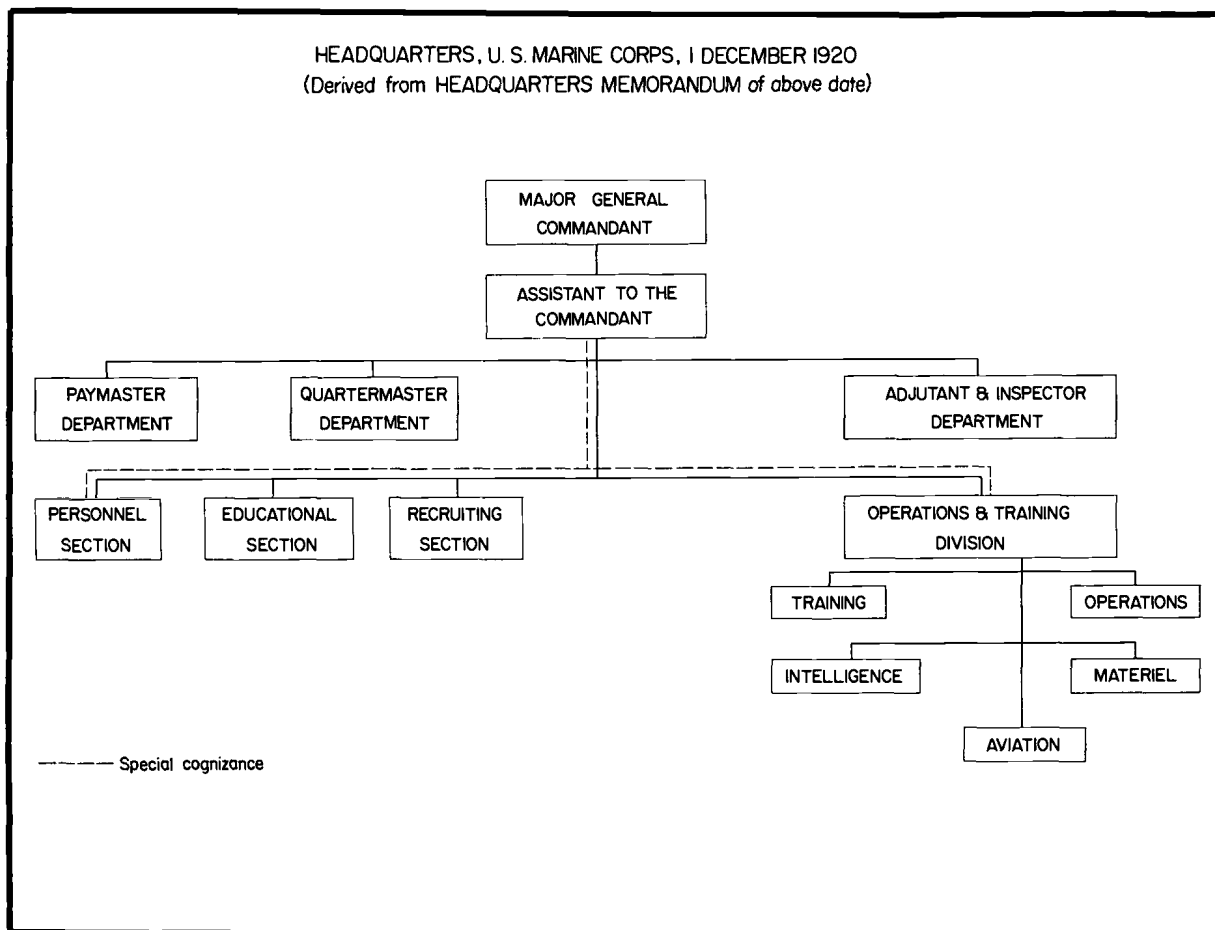 HEADQUARTERS, U. S. MARINE CORPS, 1 DECEMBER 1920
(Derived from HEADQUARTERS MEMORANDUM of above date)
MAJOR GENERAL
COMMANDANT
ASSISTANT TO THE
COMMANDANT
PAYMASTER
DEPARTMENT
QUARTERMASTER
DEPARTMENT
ADJUTANT & INSPECTOR
DEPARTMENT
PERSONNEL
SECTION
EDUCATIONAL
SECTION
RECRUITING
SECTION
OPERATIONS & TRAINING
DIVISION
TRAINING
OPERATIONS
INTELLIGENCE
MATERIEL
AVIATION
Special cognizance